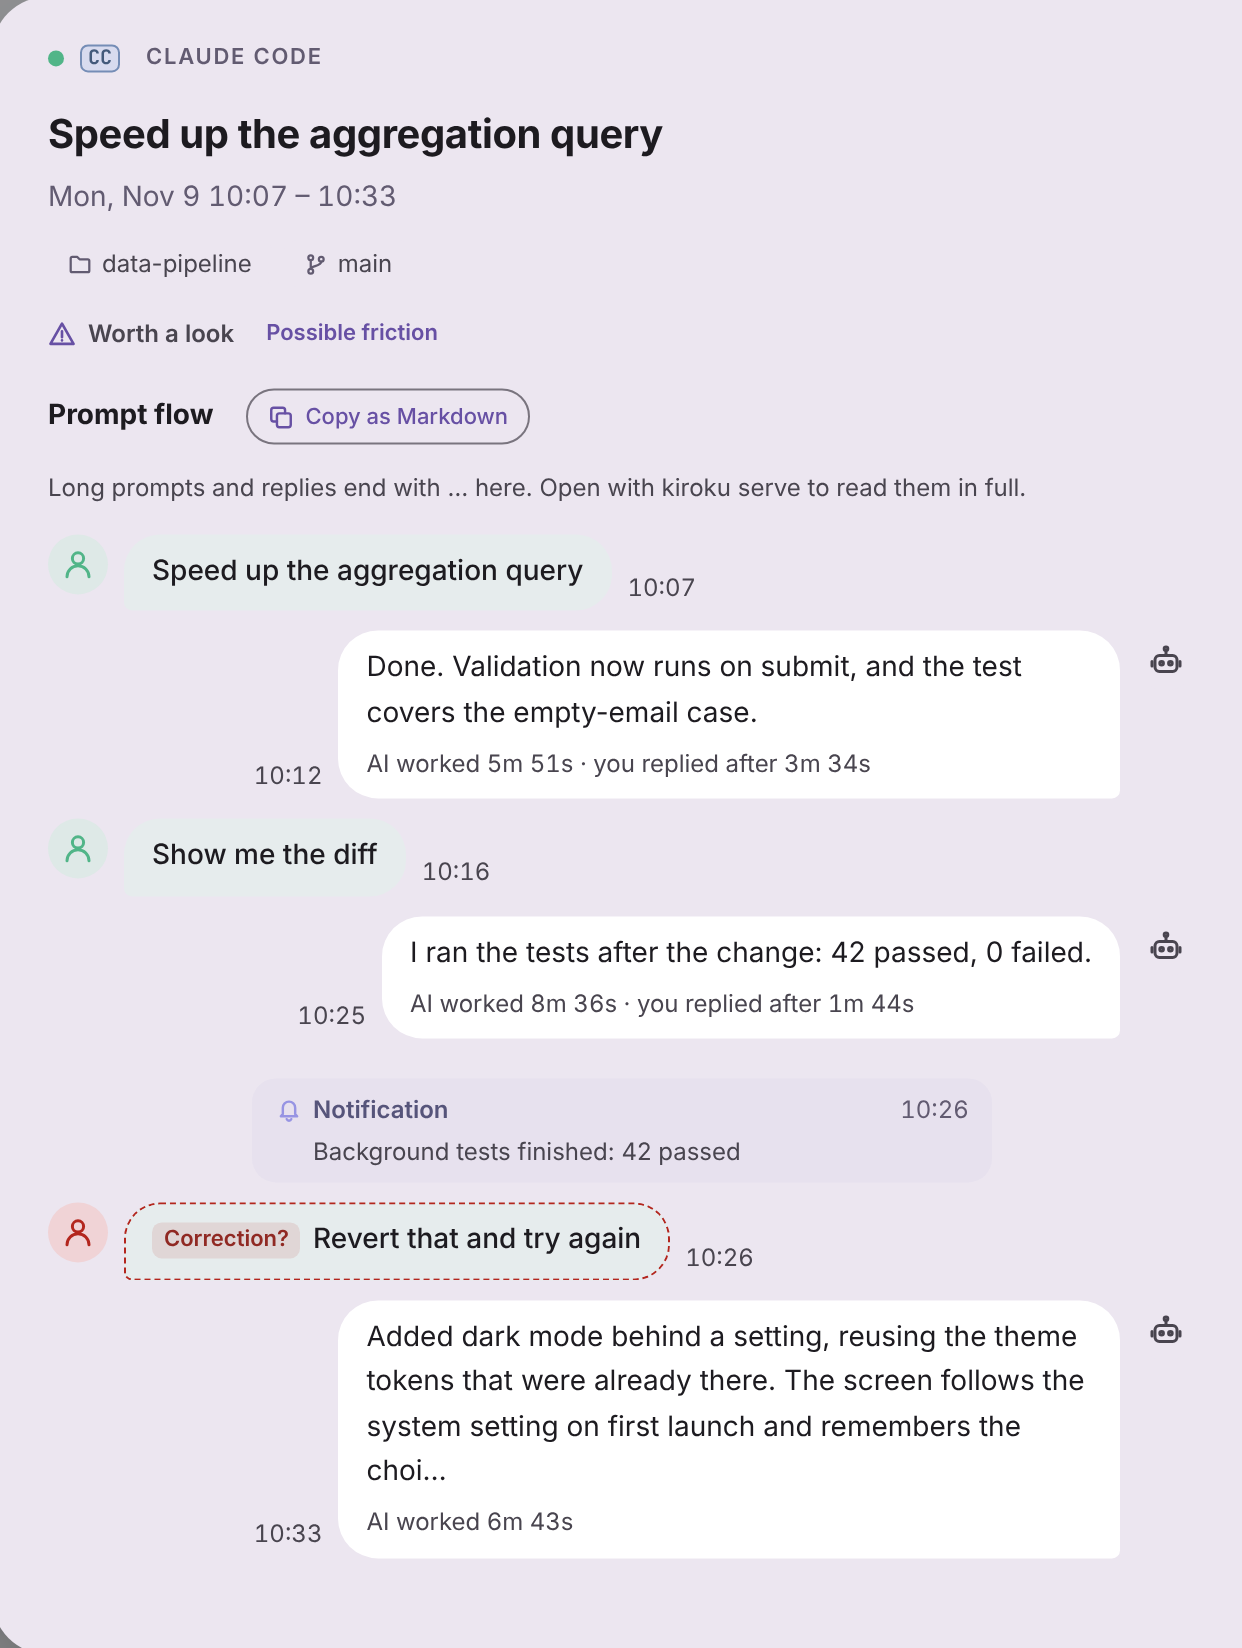 CC CLAUDE CODE
Speed up the aggregation query
Mon, Nov 9 10:07 – 10:33
data-pipeline main
Worth a look Possible friction
Prompt flow Copy as Markdown
Long prompts and replies end with … here. Open with kiroku serve to read them in full.
Speed up the aggregation query 10:07
Done. Validation now runs on submit, and the test
covers the empty-email case.
AI worked 5m 51s · you replied after 3m 34s
10:12
Show me the diff 10:16
I ran the tests after the change: 42 passed, 0 failed.
AI worked 8m 36s · you replied after 1m 44s
10:25
Notification 10:26
Background tests finished: 42 passed
Correction? Revert that and try again 10:26
Added dark mode behind a setting, reusing the theme
tokens that were already there. The screen follows the
system setting on first launch and remembers the
choi…
AI worked 6m 43s
10:33